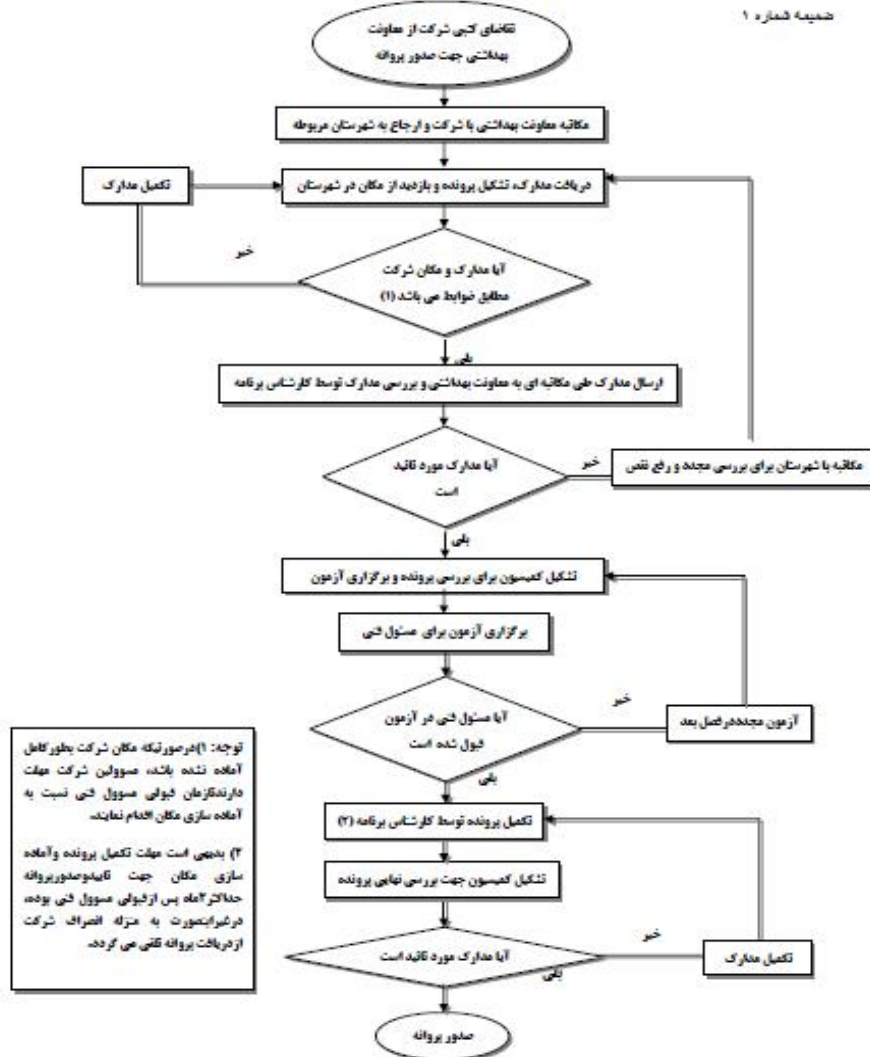 ضمیمه شماره ۱
تقاضای کتبی شرکت از معاونت
بهداشتی جهت صدور پروانه
مکاتبه معاونت بهداشتی با شرکت و ارجاع به شهرستان مربوطه
دریافت مدارک، تشکیل پرونده و بازدید از مکان در شهرستان
تکمیل مدارک
خیر
آیا مدارک و مکان شرکت
مطابق ضوابط می باشد (۱)
بلی
ارسال مدارک طی مکاتبه ای به معاونت بهداشتی و بررسی مدارک توسط کارشناس برنامه
آیا مدارک مورد تائید
است
خیر
مکاتبه با شهرستان برای بررسی مجدد و رفع نقص
بلی
تشکیل کمیسیون برای بررسی پرونده و برگزاری آزمون
برگزاری آزمون برای مسئول فنی
آیا مسئول فنی در آزمون
قبول شده است
خیر
آزمون مجدددر فصل بعد
بلی
تکمیل پرونده توسط کارشناس برنامه (۲)
تشکیل کمیسیون جهت بررسی نهایی پرونده
آیا مدارک مورد تائید است
خیر
تکمیل مدارک
بلی
صدور پروانه
توجه: ۱)درصورتیکه مکان شرکت بطورکامل
آماده نشده باشد، مسوولین شرکت مهلت
دارندتازمان قبولی مسوول فنی نسبت به
آماده سازی مکان اقدام نمایند.
۲) بدیهی است مهلت تکمیل پرونده وآماده
سازی مکان جهت تاییدوصدورپروانه
حداکثر۲ماه پس ازقبولی مسوول فنی بوده،
درغیراینصورت به منزله انصراف شرکت
ازدریافت پروانه تلقی می گردد.